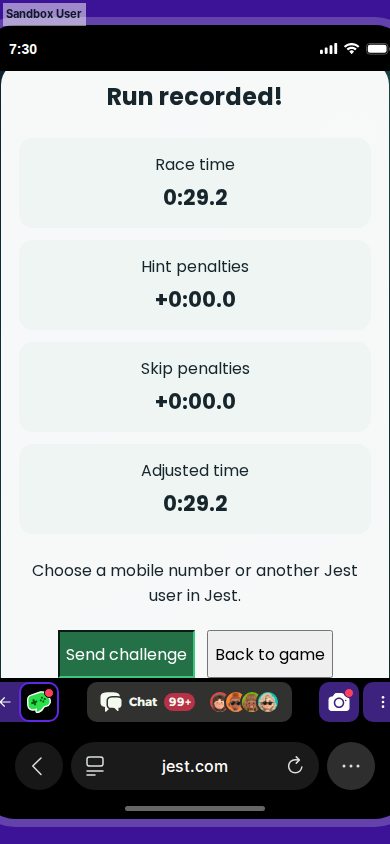 Sandbox User
7:30
Run recorded!
Race time
0:29.2
Hint penalties
+0:00.0
Skip penalties
+0:00.0
Adjusted time
0:29.2
Choose a mobile number or another Jest
user in Jest.
Send challenge
Back to game
Chat 99+
jest.com